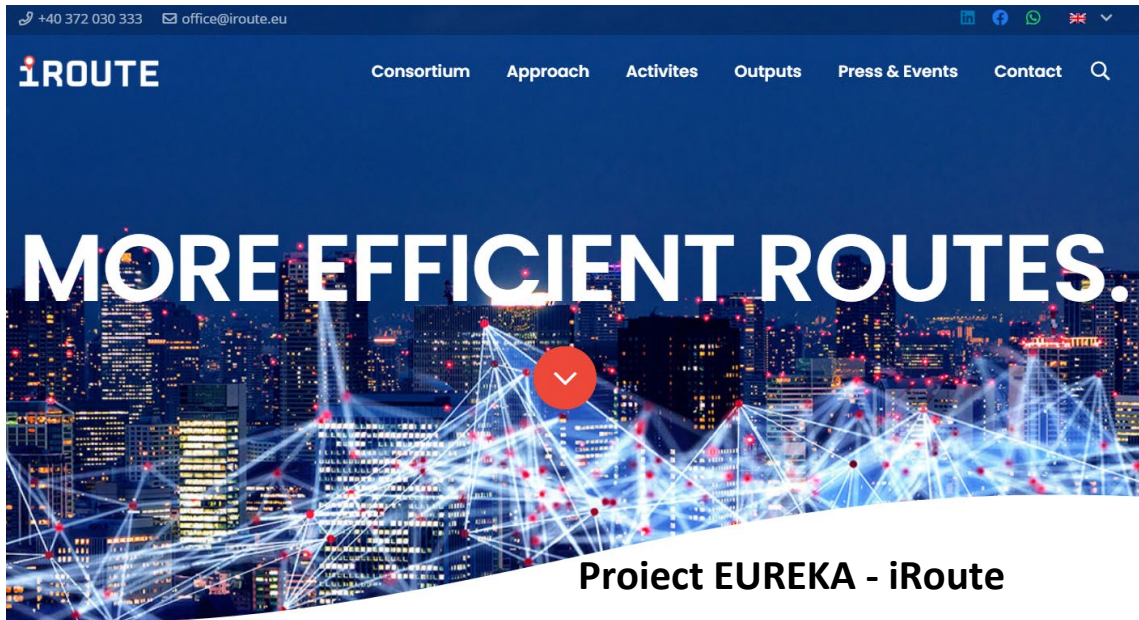 +40 372 030 333 office@iroute.eu
iROUTE
Consortium Approach Activites Outputs Press & Events Contact
MORE EFFICIENT ROUTES.
Proiect EUREKA - iRoute